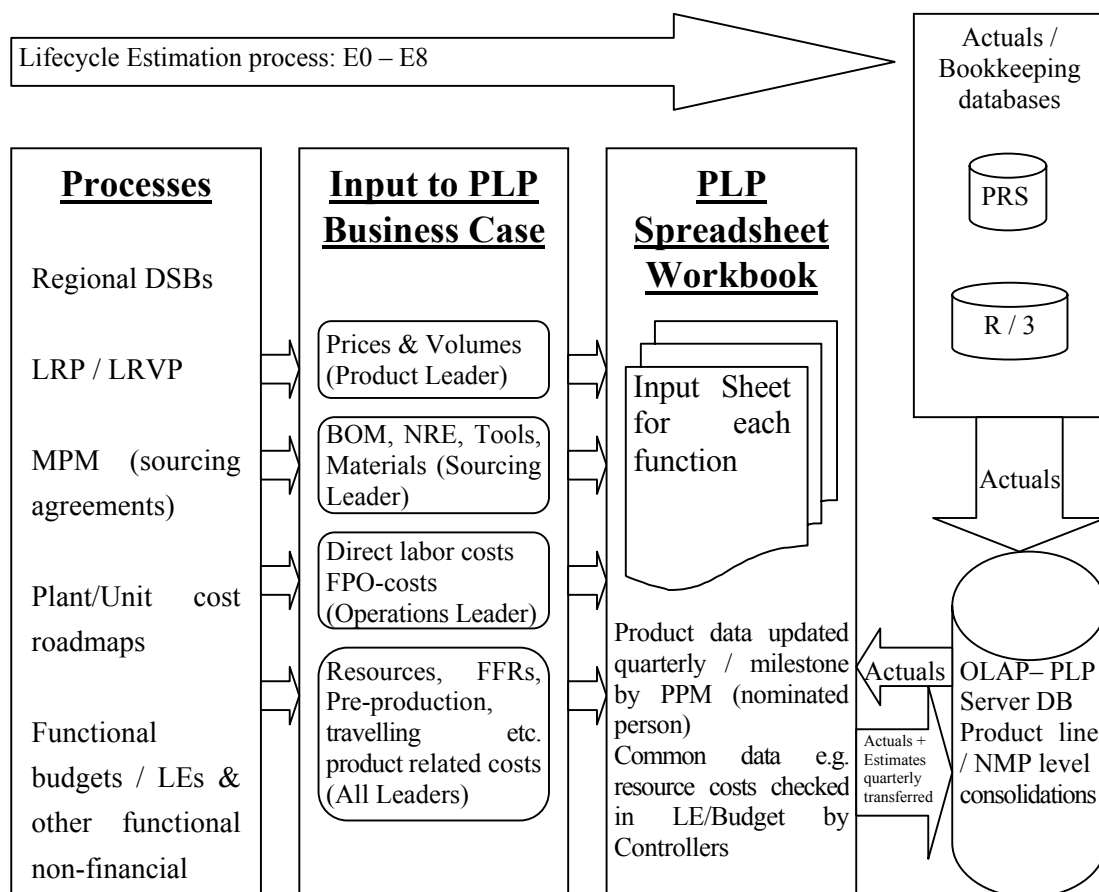 Lifecycle Estimation process: E0 – E8
Actuals /
Bookkeeping
databases
PRS
R / 3
Actuals
Processes
Regional DSBs
LRP / LRVP
MPM (sourcing
agreements)
Plant/Unit cost
roadmaps
Functional
budgets / LEs &
other functional
non-financial
Input to PLP
Business Case
Prices & Volumes
(Product Leader)
BOM, NRE, Tools,
Materials (Sourcing
Leader)
Direct labor costs
FPO-costs
(Operations Leader)
Resources, FFRs,
Pre-production,
travelling etc.
product related costs
(All Leaders)
PLP
Spreadsheet
Workbook
Input Sheet
for each
function
Product data updated
quarterly / milestone
by PPM (nominated
person)
Common data e.g.
resource costs checked
in LE/Budget by
Controllers
Actuals
Actuals +
Estimates
quarterly
transferred
OLAP– PLP
Server DB
Product line
/ NMP level
consolidations